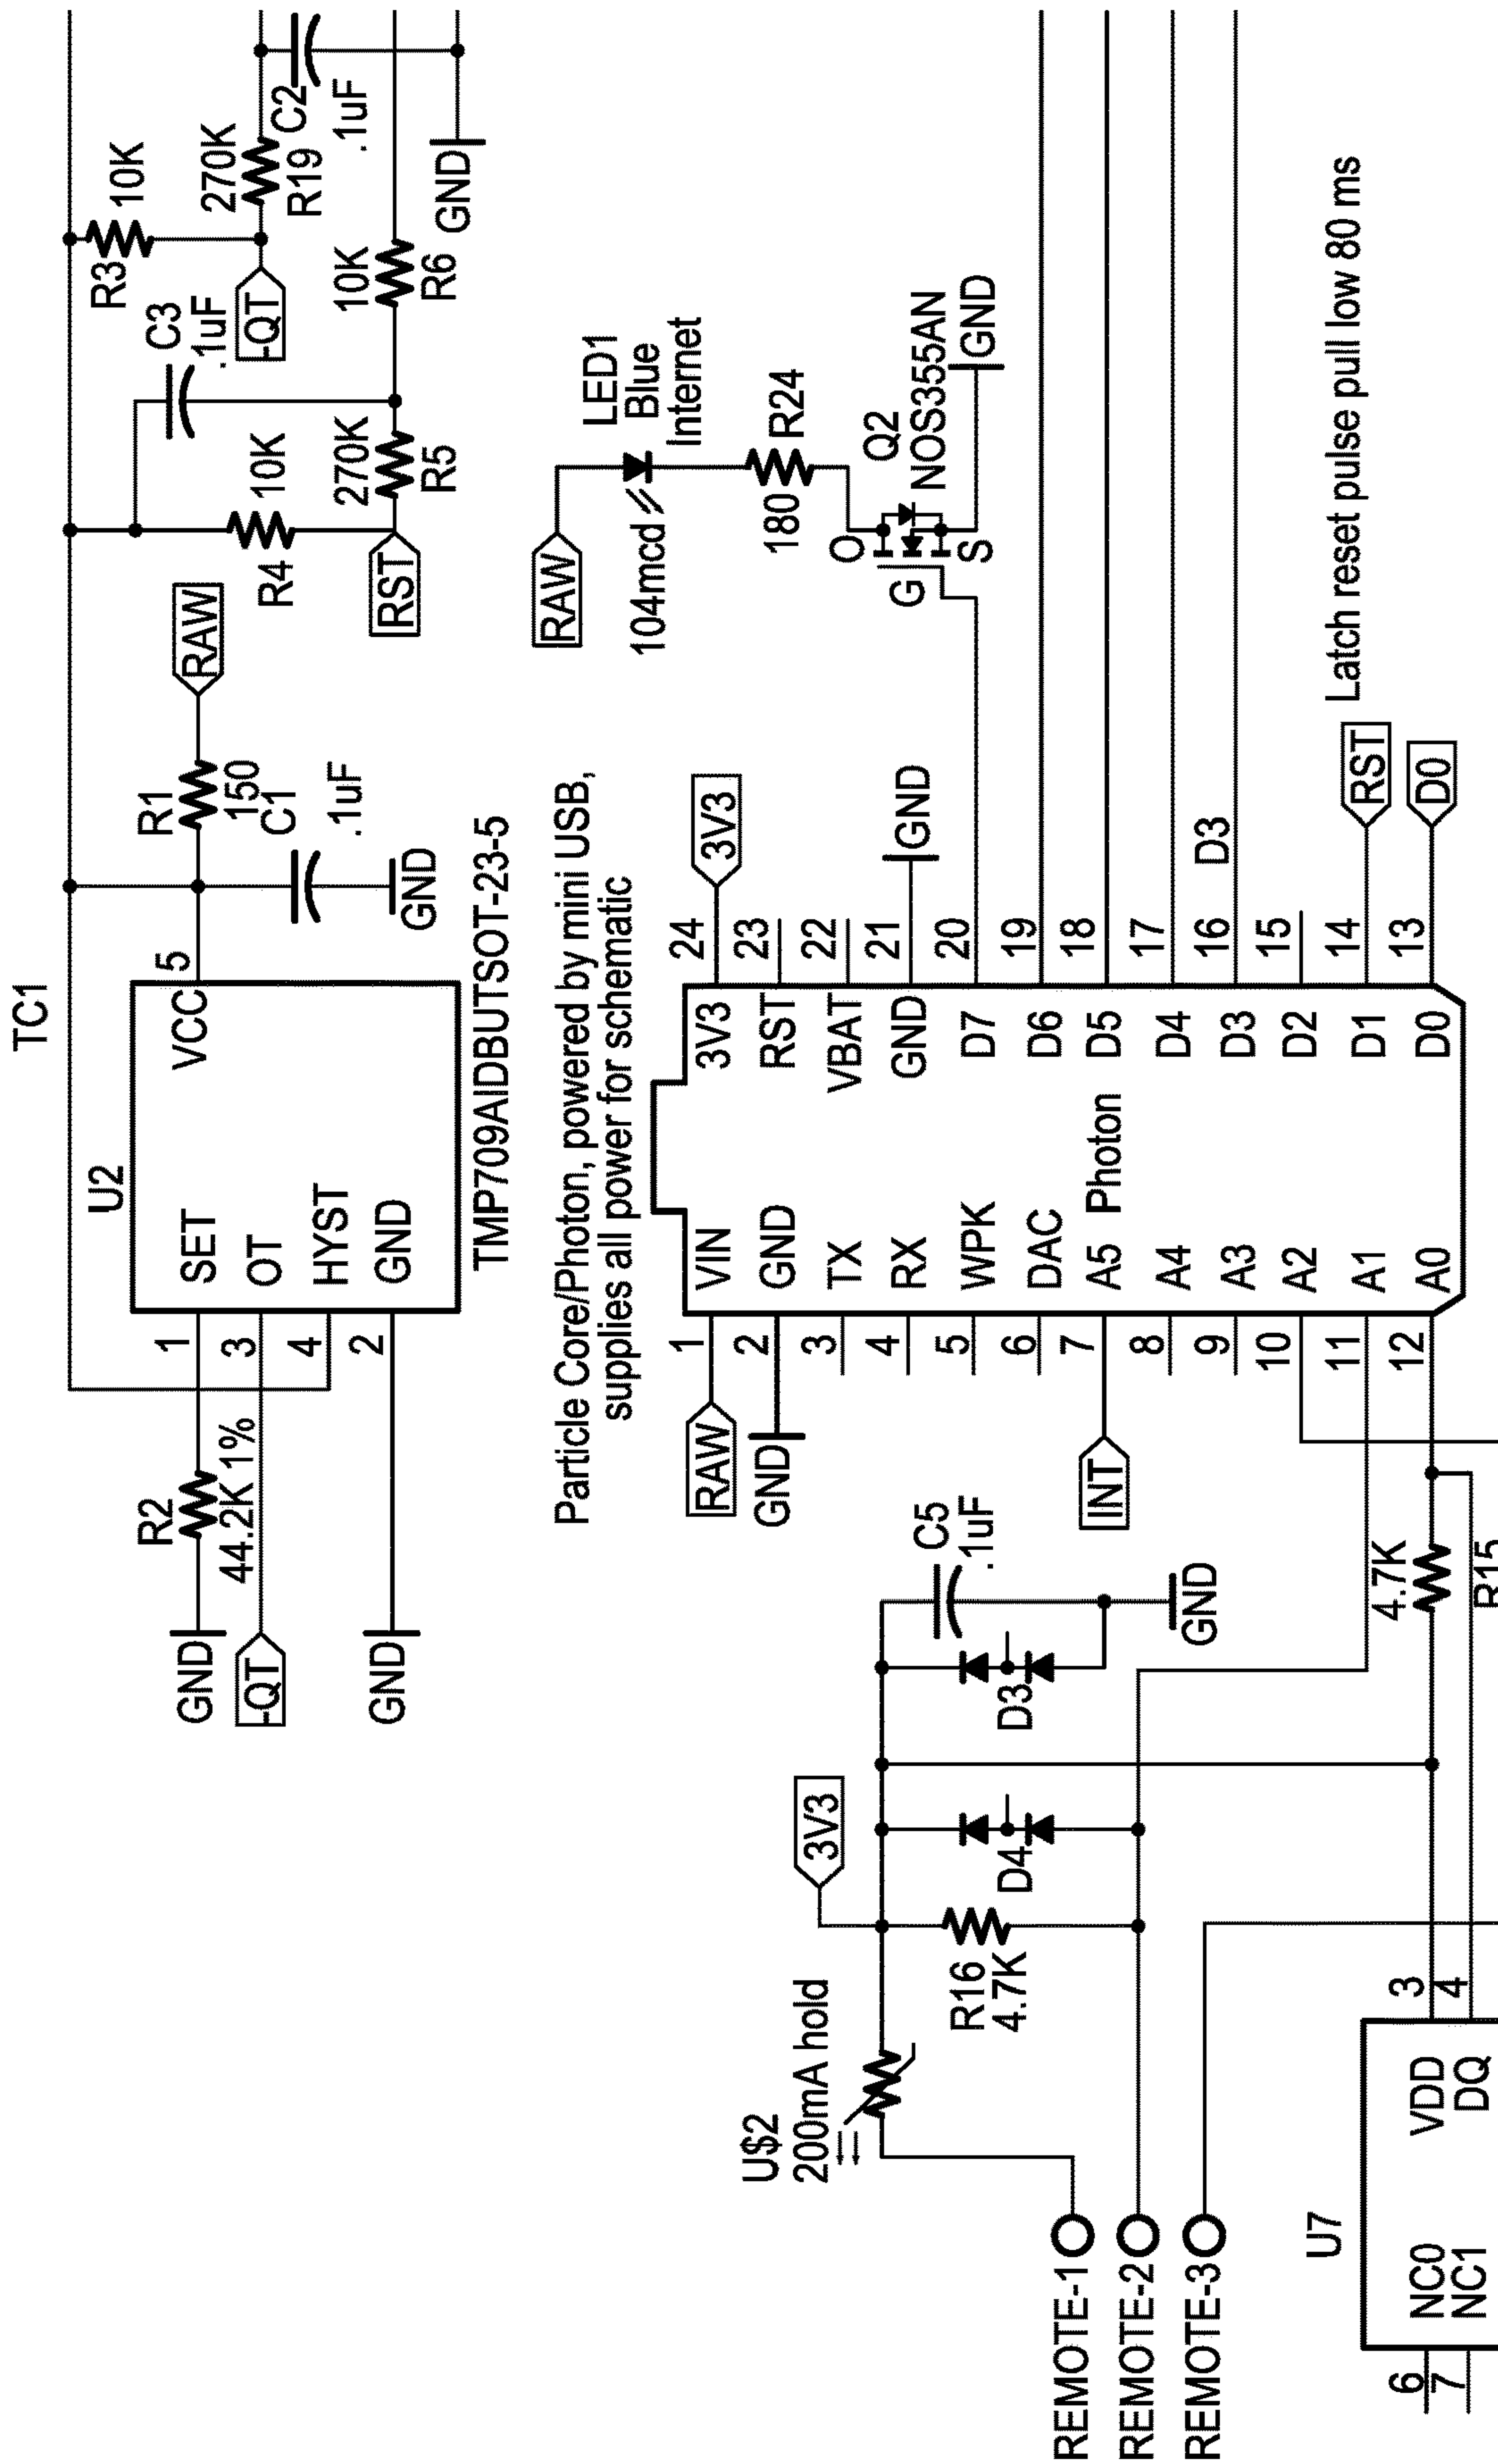 TC1
U2
SET
OT
HYST
GND
VCC
1
3
4
2
5
TMP709AIDBUTSOT-23-5
R2
44.2K 1%
GND
-QT
GND
R1
150
C1
.1uF
GND
RAW
R4
10K
C3
.1uF
R3
10K
-QT
270K
R19
C2
.1uF
RST
270K
R5
10K
R6
GND
Particle Core/Photon, powered by mini USB,
supplies all power for schematic
RAW
LED1
Blue
Internet
104mcd
180
R24
Q2
NOS355AN
O
G
S
GND
VIN
GND
TX
RX
WPK
DAC
A5
A4
A3
A2
A1
A0
Photon
3V3
RST
VBAT
GND
D7
D6
D5
D4
D3
D2
D1
D0
1
2
3
4
5
6
7
8
9
10
11
12
24
23
22
21
20
19
18
17
16
15
14
13
RAW
GND
INT
3V3
GND
D3
RST
D0
Latch reset pulse pull low 80 ms
U$2
200mA hold
3V3
R16
4.7K
D4
D3
C5
.1uF
GND
4.7K
R15
REMOTE-1
REMOTE-2
REMOTE-3
U7
NC0
NC1
VDD
DQ
6
7
3
4